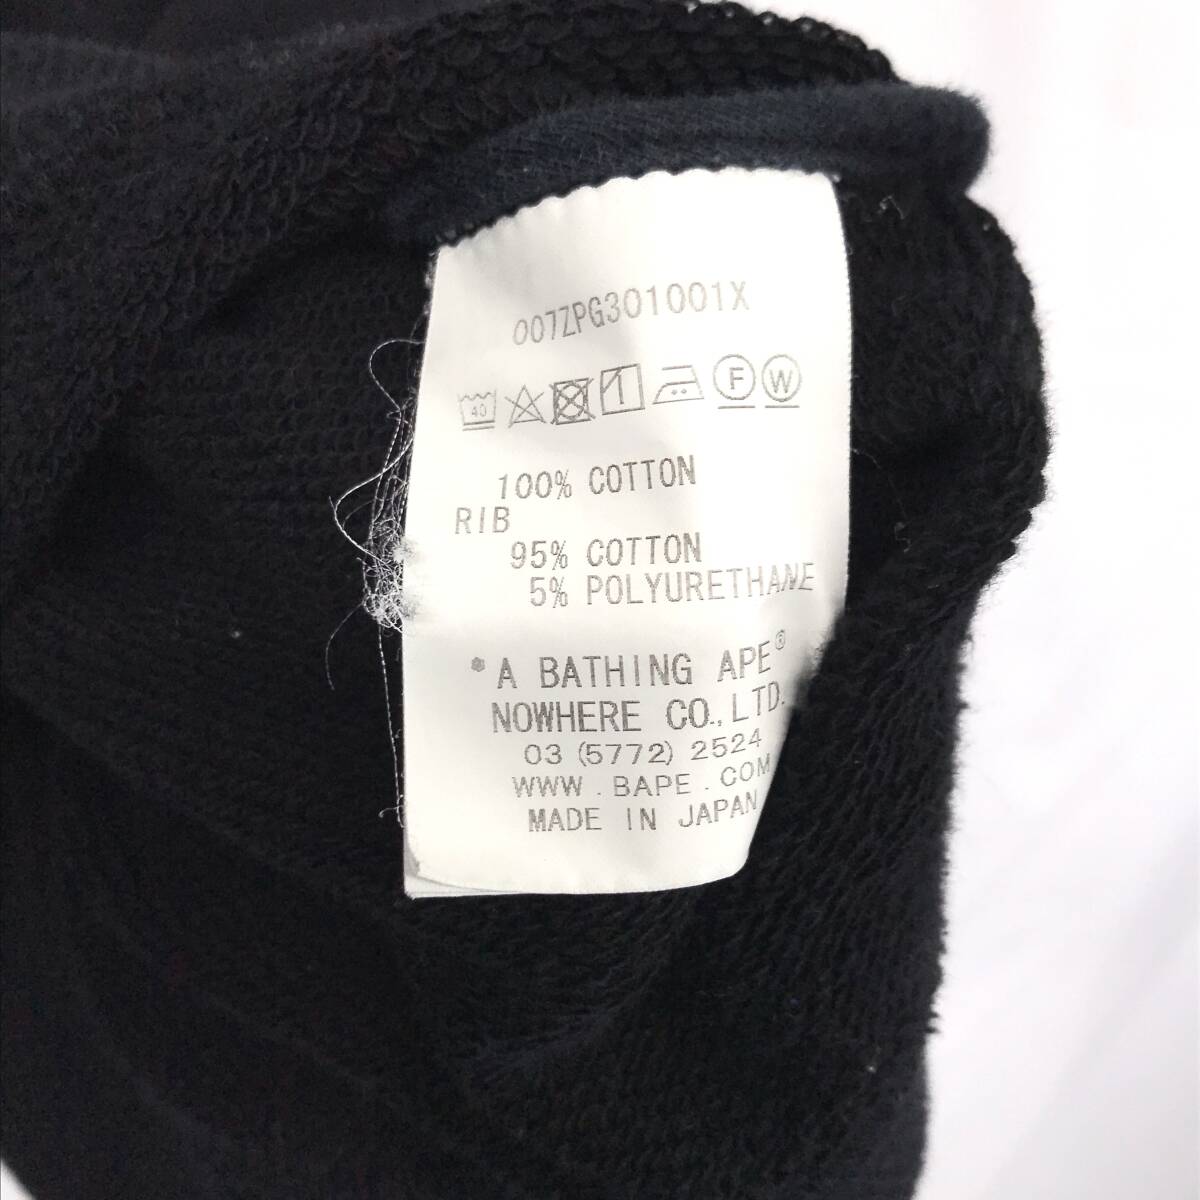 007ZPG301001X
40 F W
100% COTTON
RIB
95% COTTON
5% POLYURETHANE
*A BATHING APE®
NOWHERE CO.,LTD.
03 (5772) 2524
WWW.BAPE.COM
MADE IN JAPAN